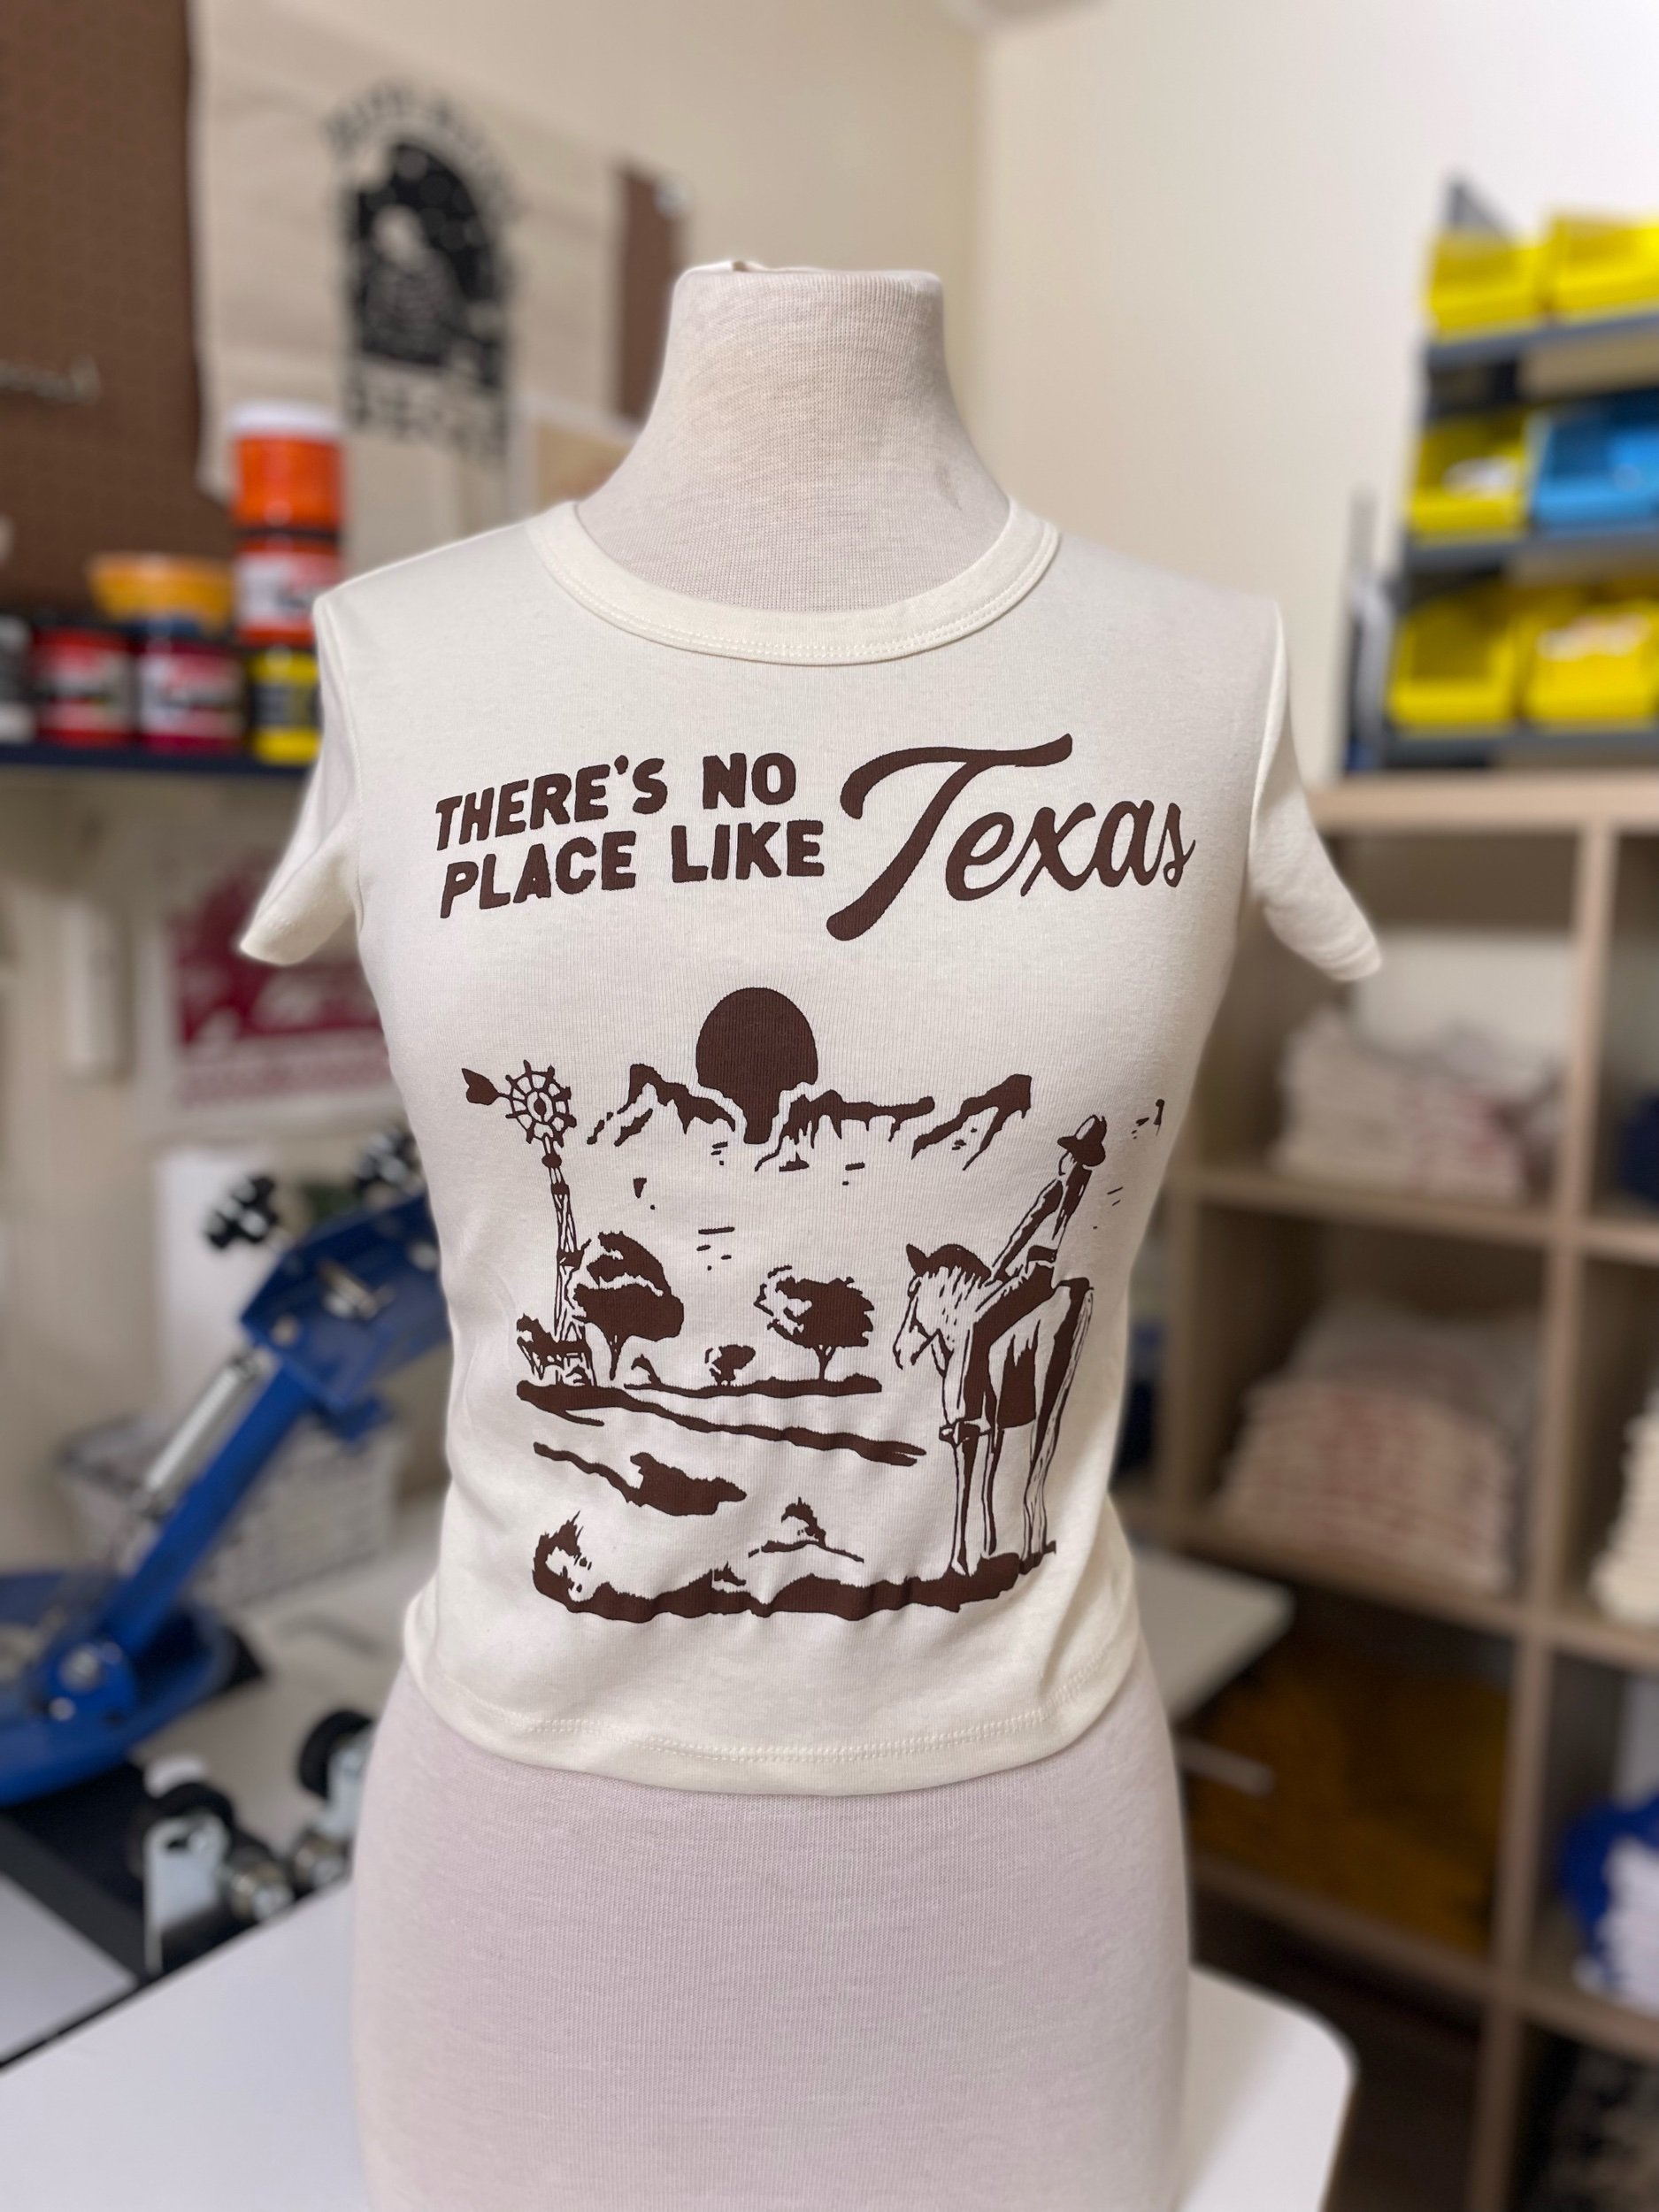 THERE'S NO
PLACE LIKE Texas